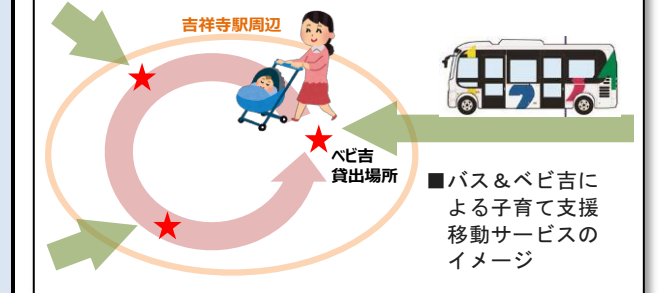 吉祥寺駅周辺
ベビ吉
貸出場所
■バス＆ベビ吉に
よる子育て支援
移動サービスの
イメージ